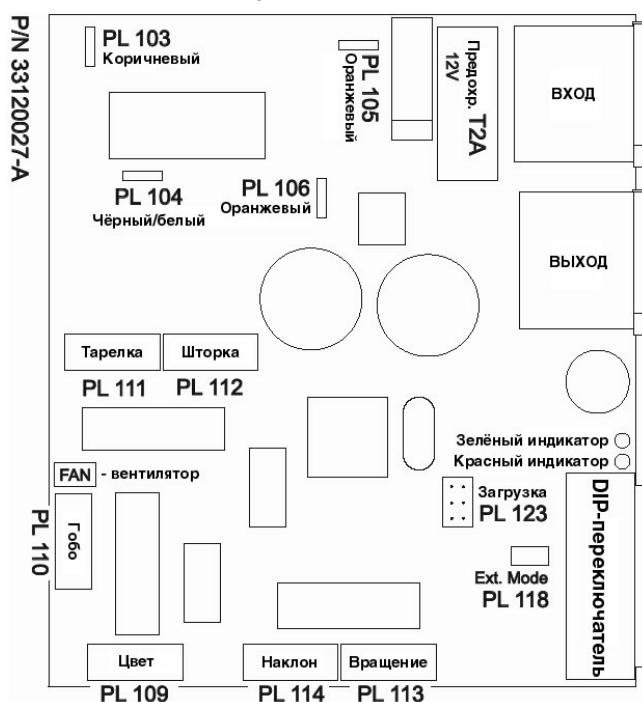 P/N 33120027-A
PL 103
Коричневый
PL 105
Оранжевый
Предохр. T2A
12V
ВХОД
PL 104
Чёрный/белый
PL 106
Оранжевый
ВЫХОД
Тарелка
Шторка
PL 111
PL 112
Зелёный индикатор
Красный индикатор
FAN - вентилятор
Загрузка
PL 123
DIP-переключатель
PL 110
Гобо
Ext. Mode
PL 118
Цвет
Наклон
Вращение
PL 109
PL 114
PL 113